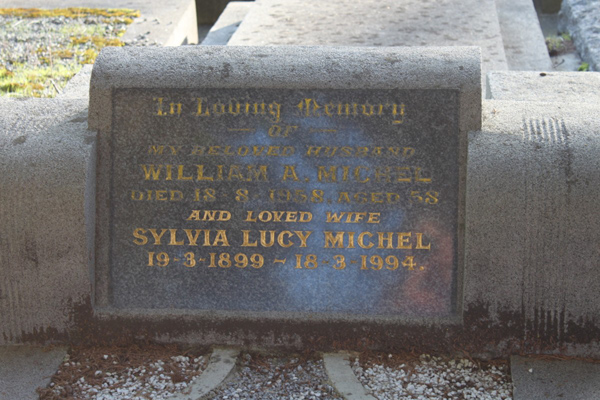 In Loving Memory
— OF —
MY BELOVED HUSBAND
WILLIAM A. MICHEL
DIED 18·8·1958. AGED 58
AND LOVED WIFE
SYLVIA LUCY MICHEL
19-3-1899 ~ 18-3-1994.